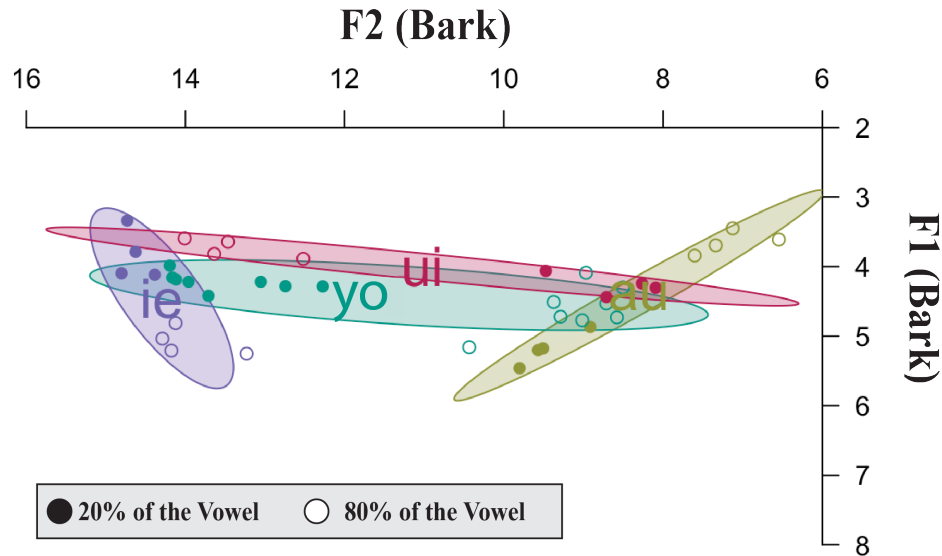 F2 (Bark)
16 14 12 10 8 6
2
3
4
5
6
7
8
F1 (Bark)
ui
au
ie
yo
20% of the Vowel 80% of the Vowel